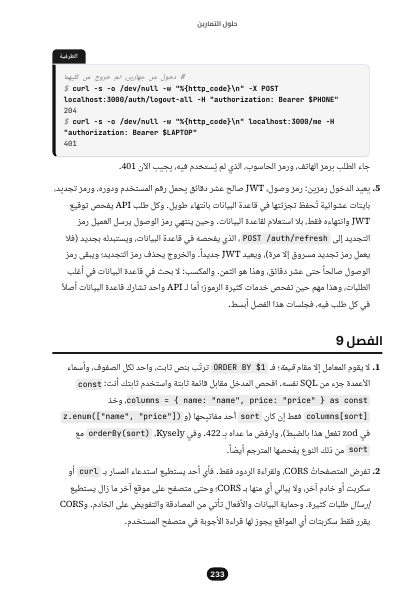 حلول التمارين
الطرفية
# دخول من جهازين، ثم خروج من كليهما
$ curl -s -o /dev/null -w "%{http_code}\n" -X POST
localhost:3000/auth/logout-all -H "authorization: Bearer $PHONE"
204
$ curl -s -o /dev/null -w "%{http_code}\n" localhost:3000/me -H
"authorization: Bearer $LAPTOP"
401
جاء الطلب برمز الهاتف، ورمز الحاسوب، الذي لم يُستخدم فيه، يجيب الآن 401.
5. يعيد الدخول رمزين: رمز وصول، JWT صالح عشر دقائق يحمل رقم المستخدم ودوره، ورمز تجديد،
بايتات عشوائية تُحفظ تجزئتها في قاعدة البيانات بانتهاء طويل. وكل طلب API يفحص توقيع
JWT وانتهاءه فقط، بلا استعلام لقاعدة البيانات. وحين ينتهي رمز الوصول يرسل العميل رمز
التجديد إلى POST /auth/refresh، الذي يفحصه في قاعدة البيانات، ويستبدله بجديد (فلا
يعمل رمز تجديد مسروق إلا مرة)، ويعيد JWT جديداً. والخروج يحذف رمز التجديد؛ ويبقى رمز
الوصول صالحاً حتى عشر دقائق، وهذا هو الثمن. والمكسب: لا بحث في قاعدة البيانات في أغلب
الطلبات، وهذا مهم حين تفحص خدمات كثيرة الرموز؛ أما لـ API واحد تشارك قاعدة البيانات أصلاً
في كل طلب فيه، فجلسات هذا الفصل أبسط.
الفصل 9
1. لا يقوم المعامل إلا مقام قيمة؛ فـ ORDER BY $1 ترتّب بنص ثابت، واحد لكل الصفوف، وأسماء
الأعمدة جزء من SQL نفسه. افحص المدخل مقابل قائمة ثابتة واستخدم ثابتك أنت: const
columns = { name: "name", price: "price" } as const، وخذ
columns[sort] فقط إن كان sort أحد مفاتيحها (و z.enum(["name", "price"])
في zod تفعل هذا بالضبط)، وارفض ما عداه بـ 422. وفي Kysely، orderBy(sort) مع
sort من ذلك النوع يفحصها المترجم أيضاً.
2. تفرض المتصفحاتُ CORS، ولقراءة الردود فقط. فأي أحد يستطيع استدعاء المسار بـ curl أو
سكربت أو خادم آخر، ولا يبالي أي منها بـ CORS؛ وحتى متصفح على موقع آخر ما زال يستطيع
إرسال طلبات كثيرة. وحماية البيانات والأفعال تأتي من المصادقة والتفويض على الخادم. وCORS
يقرر فقط سكربتات أي المواقع يجوز لها قراءة الأجوبة في متصفح المستخدم.
233